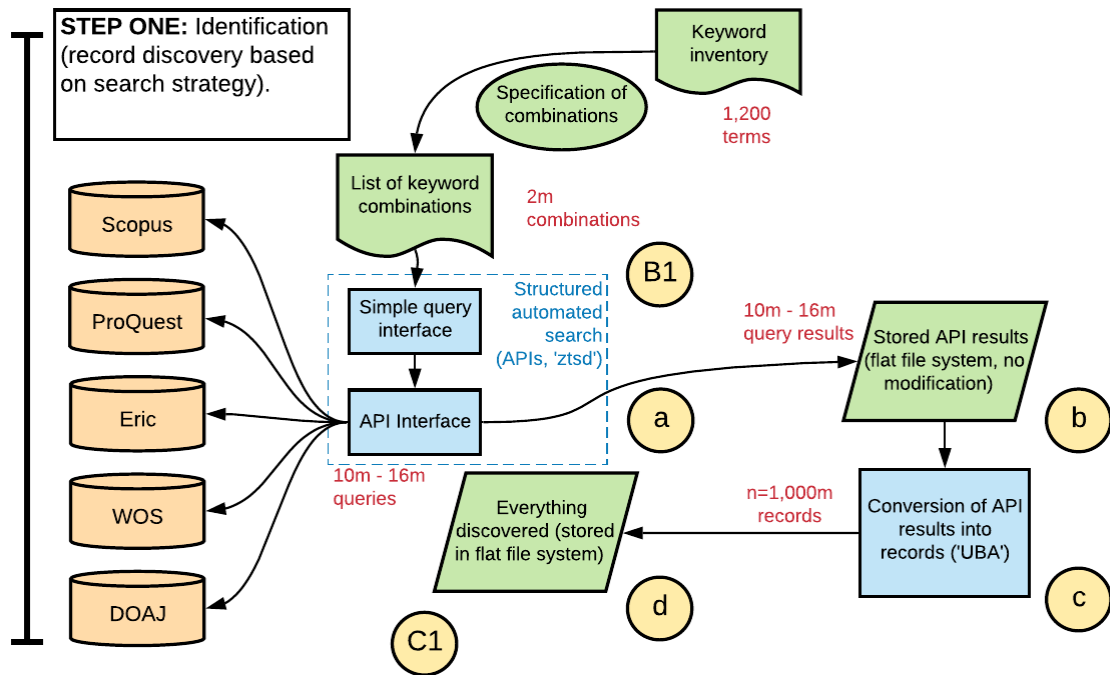 STEP ONE: Identification
(record discovery based
on search strategy).
Keyword
inventory
Specification of
combinations
1,200
terms
List of keyword
combinations
2m
combinations
B1
Scopus
ProQuest
Eric
WOS
DOAJ
Simple query
interface
Structured
automated
search
(APIs, 'ztsd')
API Interface
10m - 16m
queries
a
10m - 16m
query results
Stored API results
(flat file system, no
modification)
b
Conversion of API
results into
records ('UBA')
c
n=1,000m
records
Everything
discovered (stored
in flat file system)
d
C1